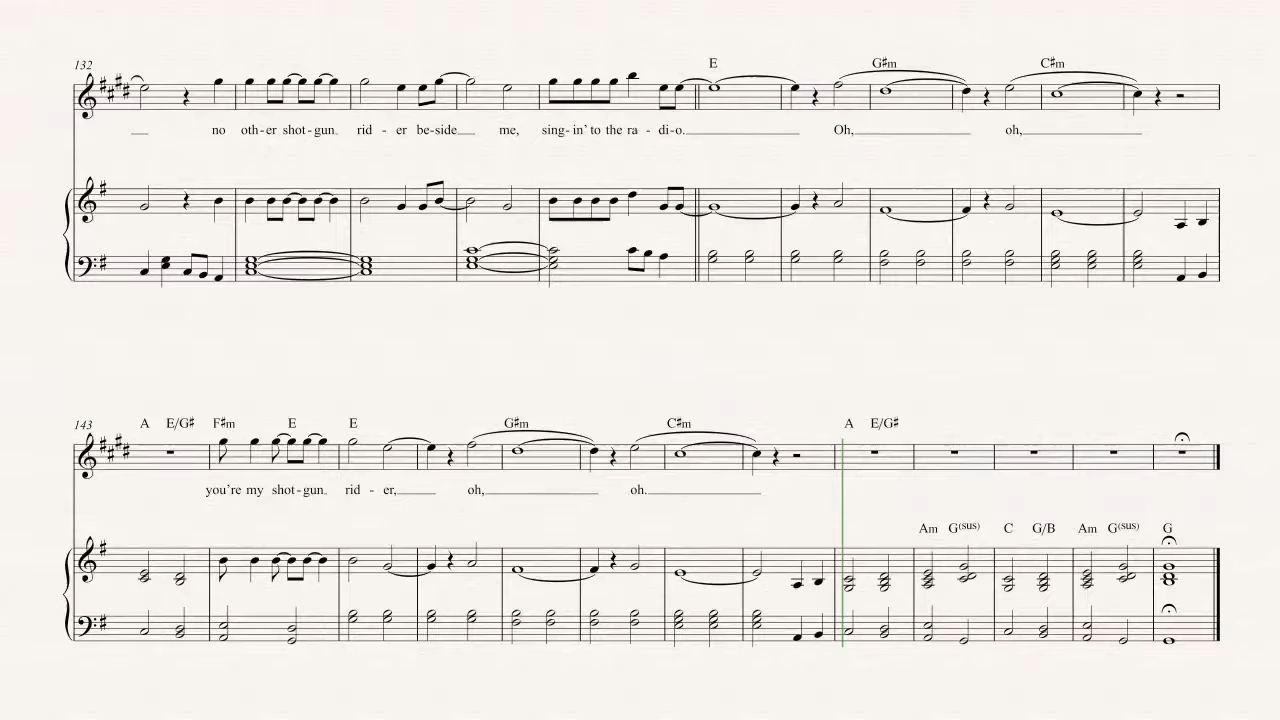 132
E G♯m C♯m
no oth-er shot-gun rid - er be-side me, sing-in' to the ra - di-o. Oh, oh,
143
A E/G♯ F♯m E E G♯m C♯m A E/G♯
you're my shot-gun rid - er, oh, oh.
Am G(sus) C G/B Am G(sus) G